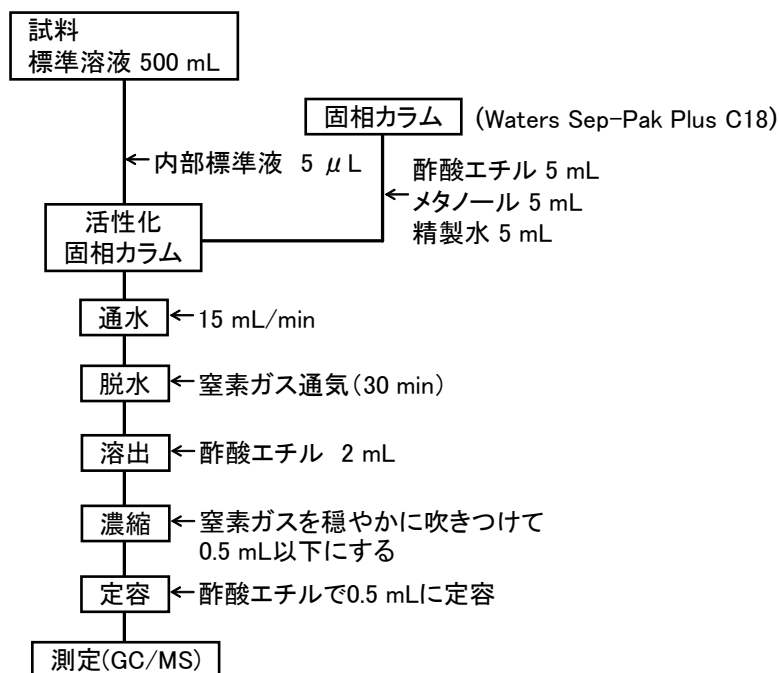 試料
標準溶液 500 mL
固相カラム (Waters Sep-Pak Plus C18)
←内部標準液 5 μL
酢酸エチル 5 mL
←メタノール 5 mL
精製水 5 mL
活性化
固相カラム
通水←15 mL/min
脱水←窒素ガス通気(30 min)
溶出←酢酸エチル 2 mL
濃縮←窒素ガスを穏やかに吹きつけて
0.5 mL以下にする
定容←酢酸エチルで0.5 mLに定容
測定(GC/MS)